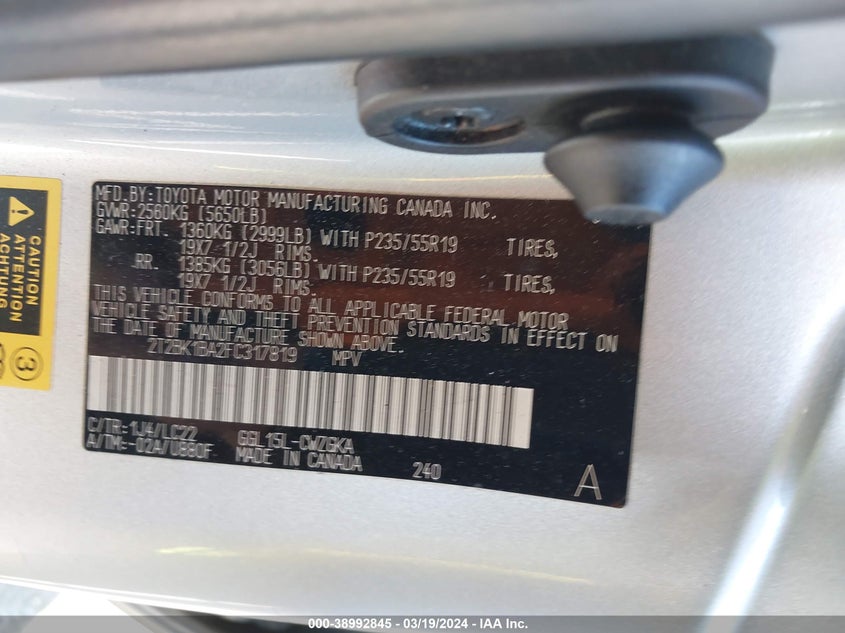 MFD.BY:TOYOTA MOTOR MANUFACTURING CANADA INC.
GVWR:2560KG (5650LB)
GAWR:FRT. 1360KG (2999LB) WITH P235/55R19 TIRES,
19X7 1/2J RIMS.
RR. 1385KG (3056LB) WITH P235/55R19 TIRES,
19X7 1/2J RIMS.
THIS VEHICLE CONFORMS TO ALL APPLICABLE FEDERAL MOTOR
VEHICLE SAFETY AND THEFT PREVENTION STANDARDS IN EFFECT ON
THE DATE OF MANUFACTURE SHOWN ABOVE.
2T2BK1BA2FC317819 MPV
C/TR:1J4/LC22 GGL15L-CWZGKA
A/TM:-02A/U880F MADE IN CANADA 240
A
CAUTION
ATTENTION
ACHTUNG
3
000-38992845 - 03/19/2024 - IAA Inc.